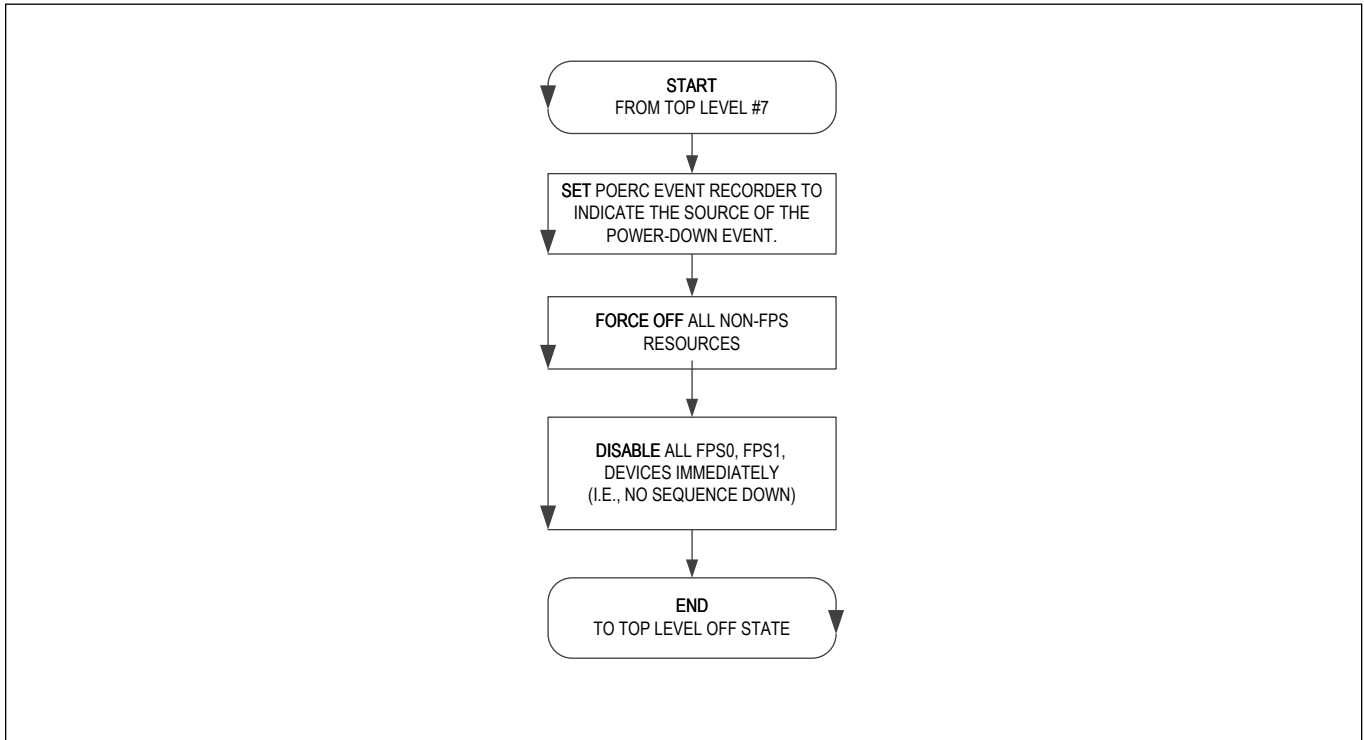 START
FROM TOP LEVEL #7
SET POERC EVENT RECORDER TO
INDICATE THE SOURCE OF THE
POWER-DOWN EVENT.
FORCE OFF ALL NON-FPS
RESOURCES
DISABLE ALL FPS0, FPS1,
DEVICES IMMEDIATELY
(I.E., NO SEQUENCE DOWN)
END
TO TOP LEVEL OFF STATE